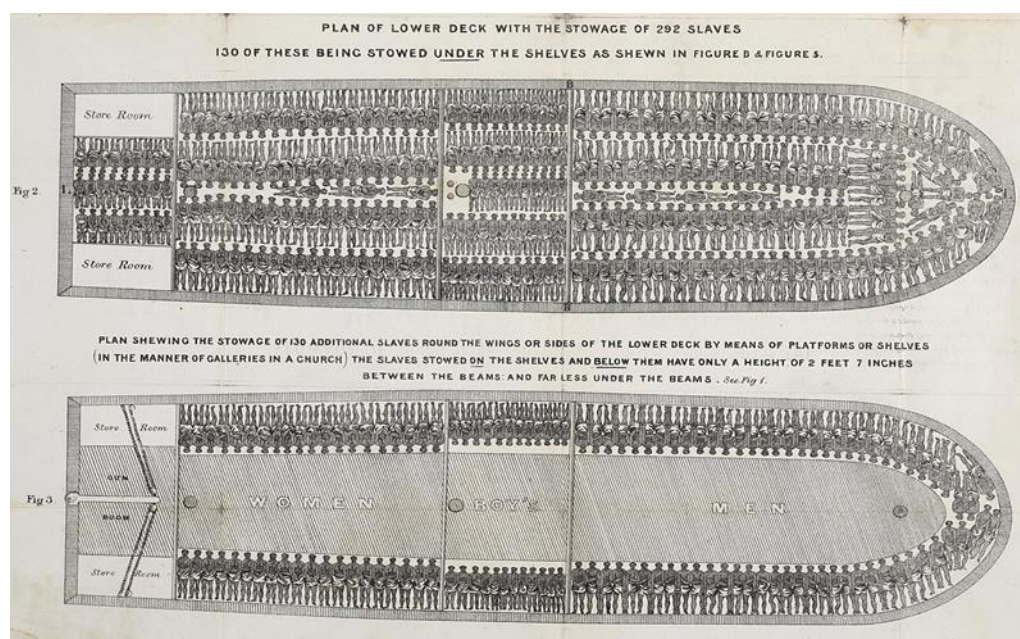 PLAN OF LOWER DECK WITH THE STOWAGE OF 292 SLAVES
130 OF THESE BEING STOWED UNDER THE SHELVES AS SHEWN IN FIGURE B & FIGURE 5.
B
Store Room
Fig 2.
Store Room
PLAN SHEWING THE STOWAGE OF 130 ADDITIONAL SLAVES ROUND THE WINGS OR SIDES OF THE LOWER DECK BY MEANS OF PLATFORMS OR SHELVES
(IN THE MANNER OF GALLERIES IN A CHURCH) THE SLAVES STOWED ON THE SHELVES AND BELOW THEM HAVE ONLY A HEIGHT OF 2 FEET 7 INCHES
BETWEEN THE BEAMS: AND FAR LESS UNDER THE BEAMS. See Fig 1.
Store Room
GUN
Fig 3
WOMEN BOY'S MEN
ROOM
Store Room